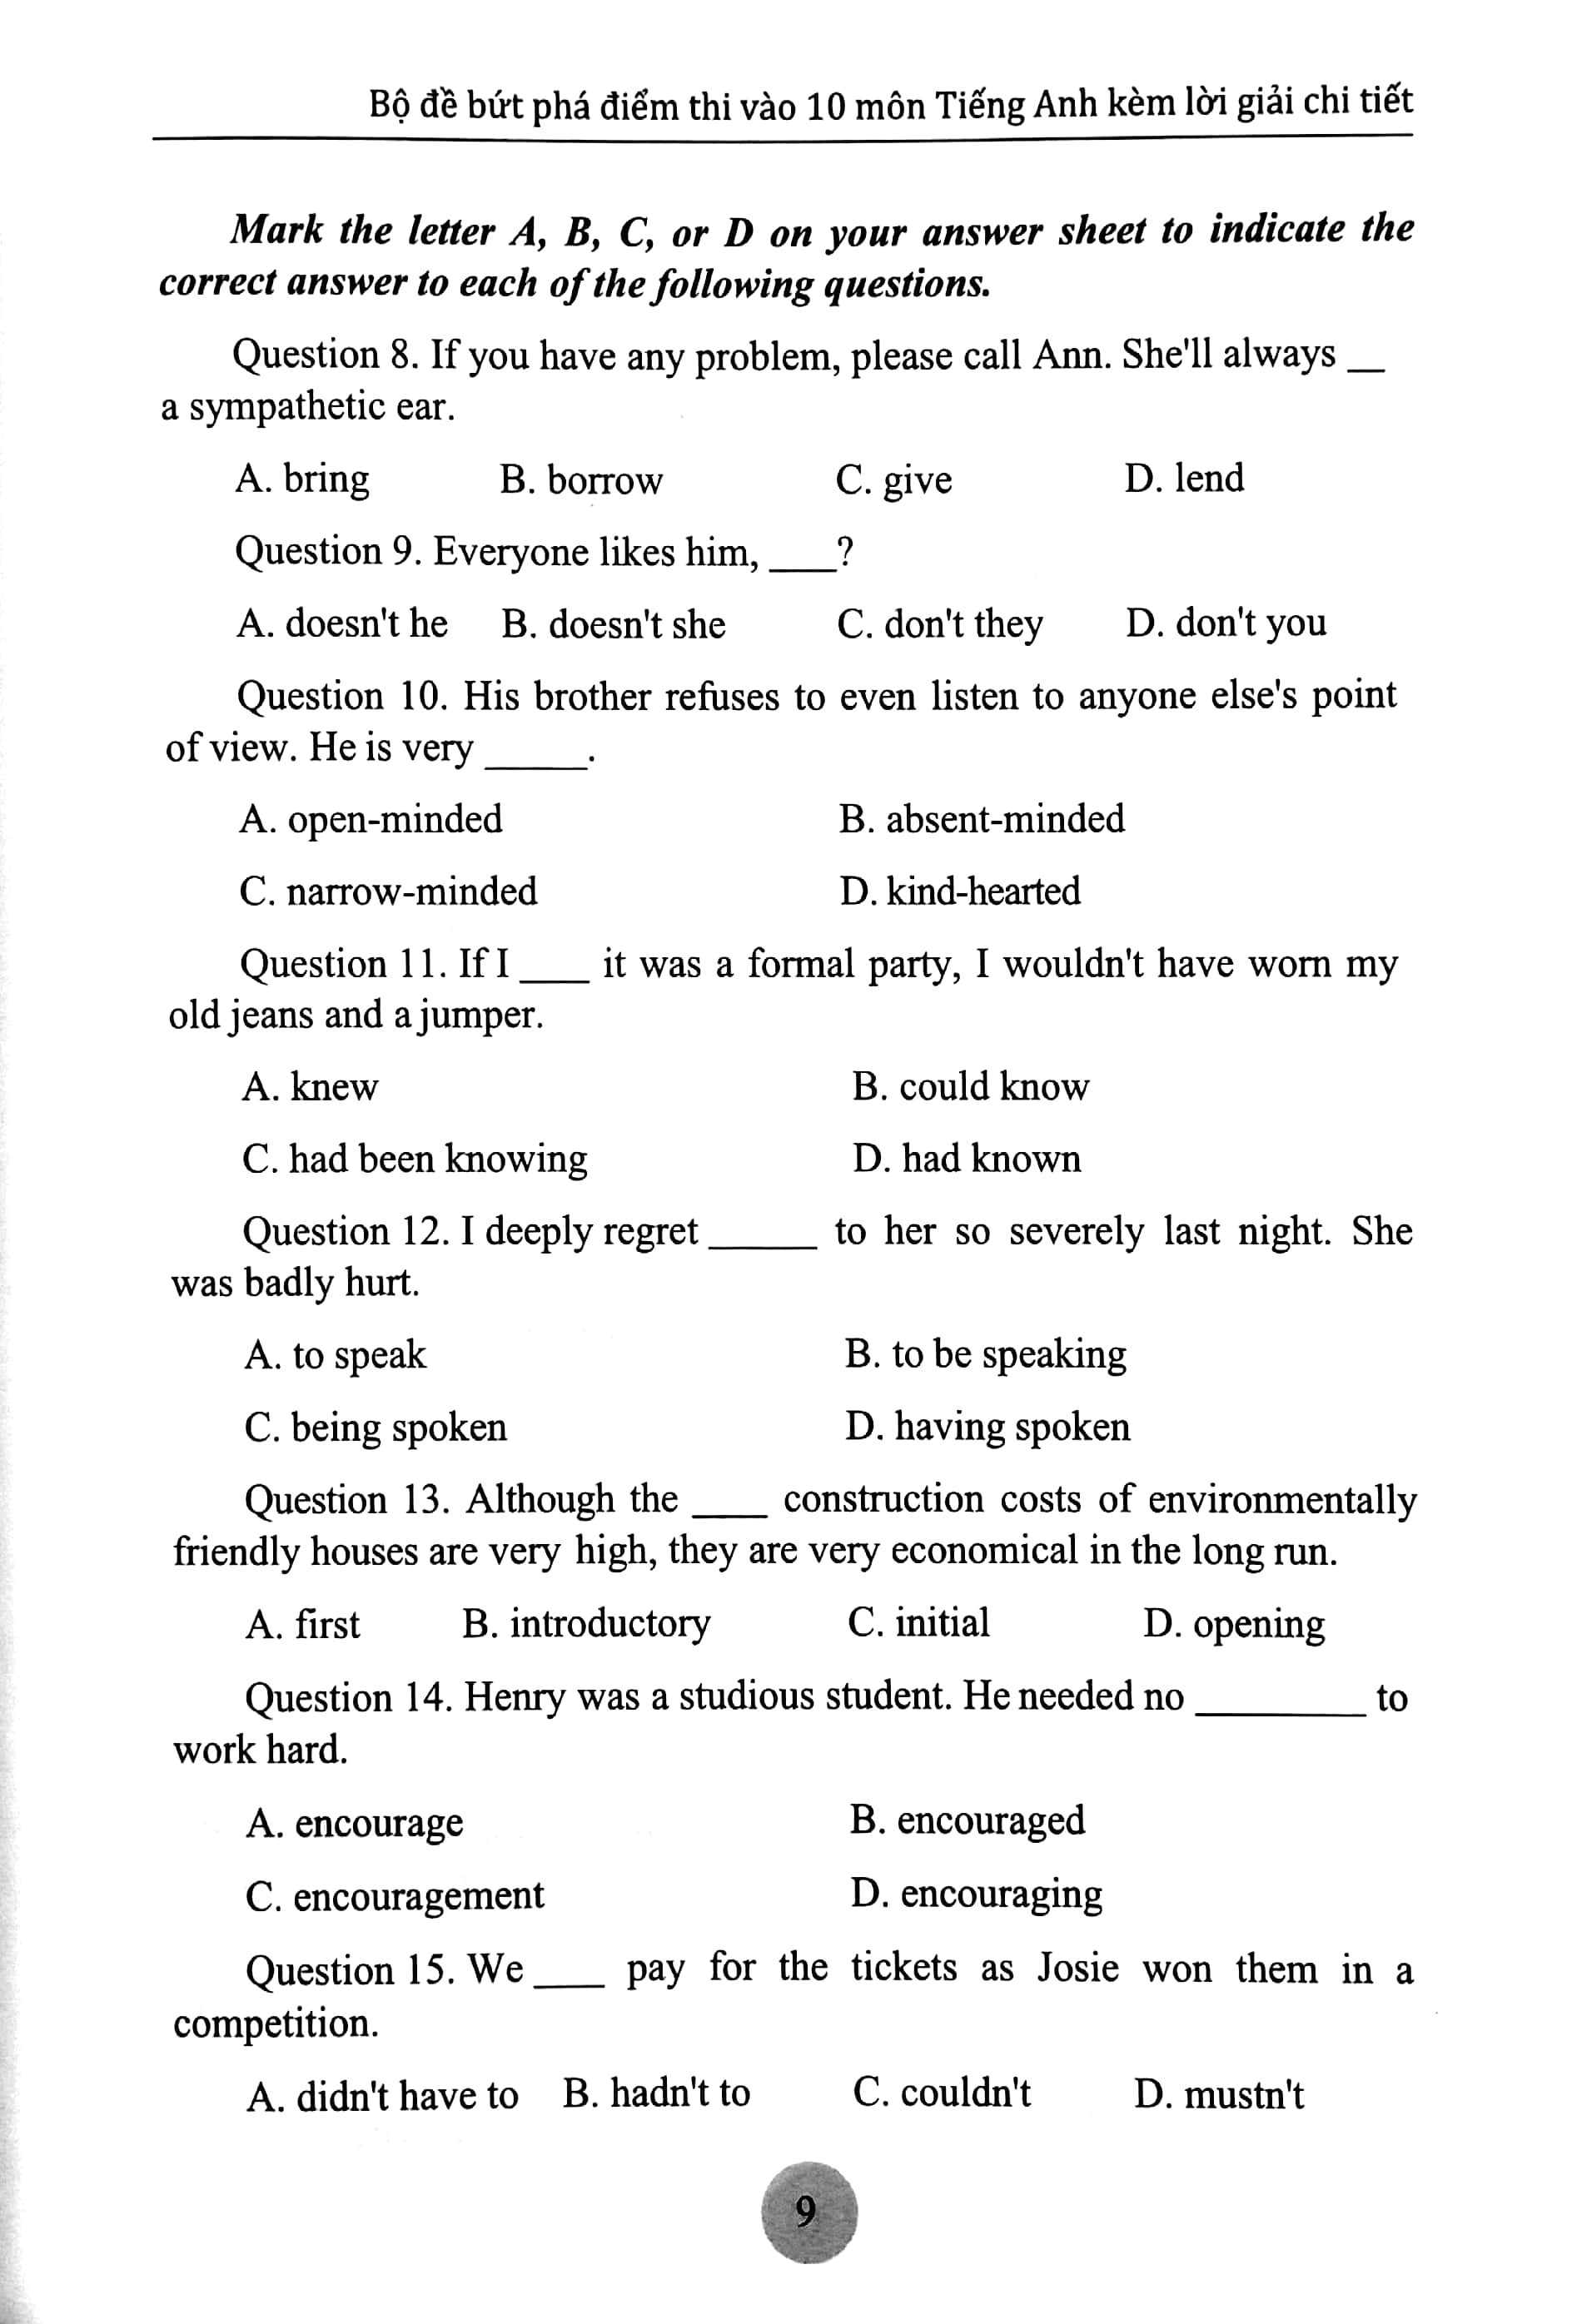 Bộ đề bứt phá điểm thi vào 10 môn Tiếng Anh kèm lời giải chi tiết
Mark the letter A, B, C, or D on your answer sheet to indicate the
correct answer to each of the following questions.
Question 8. If you have any problem, please call Ann. She'll always __
a sympathetic ear.
A. bring B. borrow C. give D. lend
Question 9. Everyone likes him, ____?
A. doesn't he B. doesn't she C. don't they D. don't you
Question 10. His brother refuses to even listen to anyone else's point
of view. He is very ______.
A. open-minded B. absent-minded
C. narrow-minded D. kind-hearted
Question 11. If I ____ it was a formal party, I wouldn't have worn my
old jeans and a jumper.
A. knew B. could know
C. had been knowing D. had known
Question 12. I deeply regret ______ to her so severely last night. She
was badly hurt.
A. to speak B. to be speaking
C. being spoken D. having spoken
Question 13. Although the ____ construction costs of environmentally
friendly houses are very high, they are very economical in the long run.
A. first B. introductory C. initial D. opening
Question 14. Henry was a studious student. He needed no __________ to
work hard.
A. encourage B. encouraged
C. encouragement D. encouraging
Question 15. We ____ pay for the tickets as Josie won them in a
competition.
A. didn't have to B. hadn't to C. couldn't D. mustn't
9